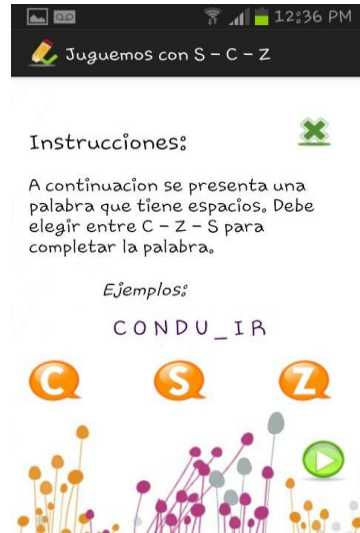 12:36 PM
Juguemos con S – C – Z
Instrucciones:
A continuacion se presenta una
palabra que tiene espacios. Debe
elegir entre C – Z – S para
completar la palabra.
Ejemplos:
CONDU_IR
C S Z